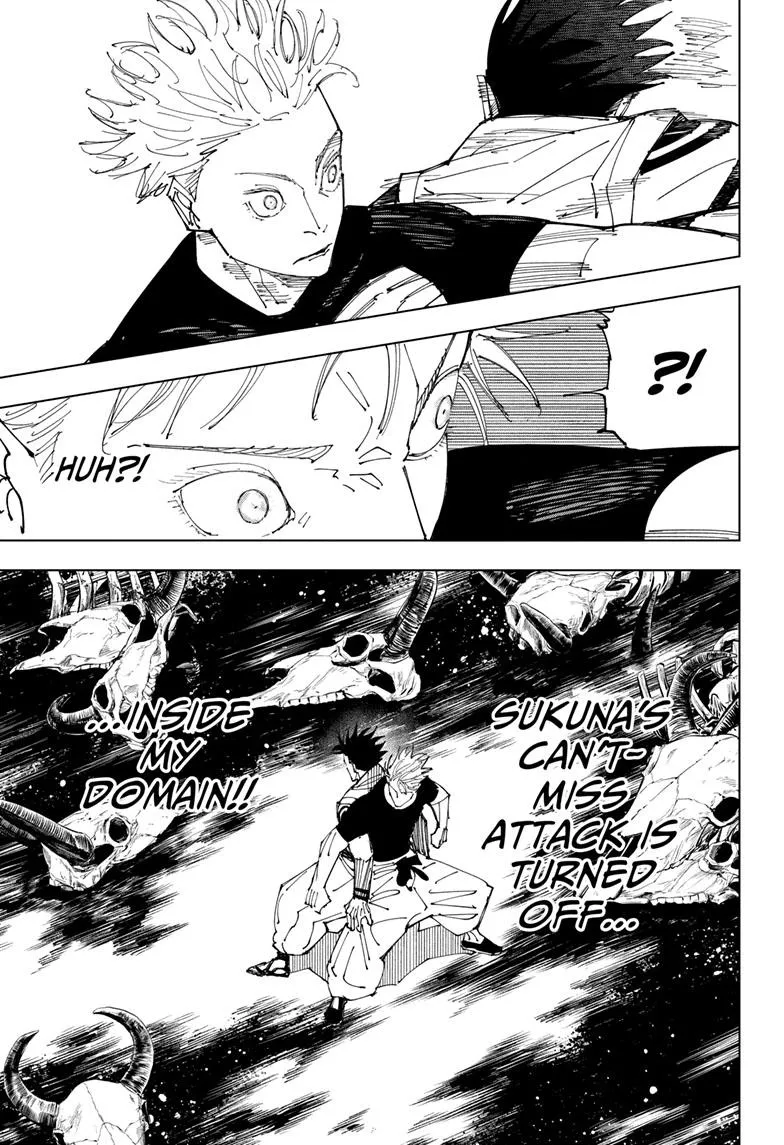 ?!
HUH?!
SUKUNA'S
CAN'T-
MISS
ATTACK IS
TURNED
OFF...
...INSIDE
MY
DOMAIN!!